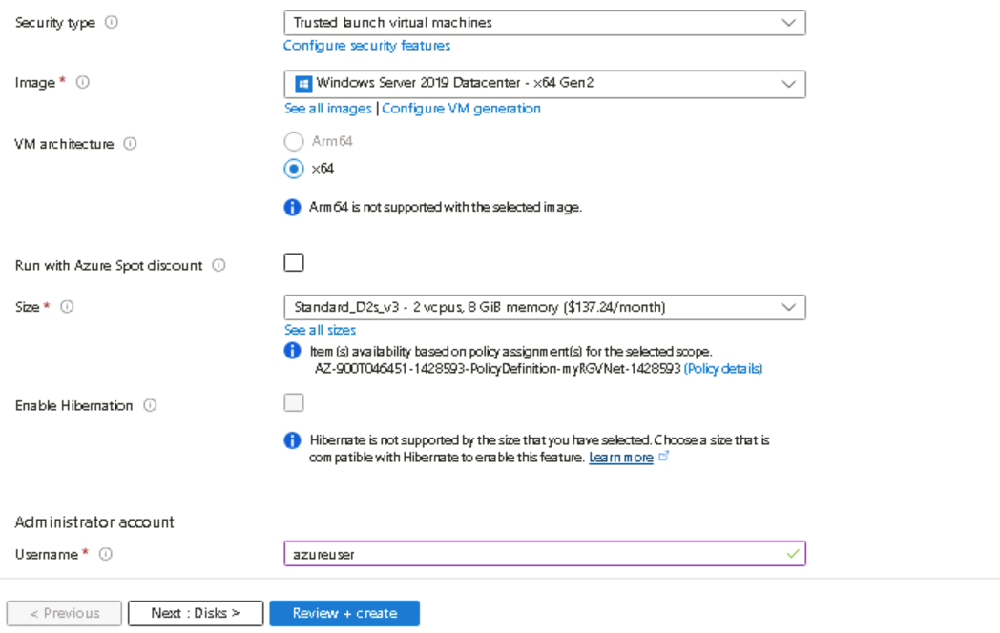 Security type
Trusted launch virtual machines
Configure security features
Image *
Windows Server 2019 Datacenter - x64 Gen2
See all images | Configure VM generation
VM architecture
Arm64
x64
Arm64 is not supported with the selected image.
Run with Azure Spot discount
Size *
Standard_D2s_v3 - 2 vcpus, 8 GiB memory ($137.24/month)
See all sizes
Item(s) availability based on policy assignment(s) for the selected scope.
AZ-900T046451-1428593-PolicyDefinition-myRGVNet-1428593 (Policy details)
Enable Hibernation
Hibernate is not supported by the size that you have selected. Choose a size that is
compatible with Hibernate to enable this feature. Learn more
Administrator account
Username *
azureuser
< Previous
Next : Disks >
Review + create